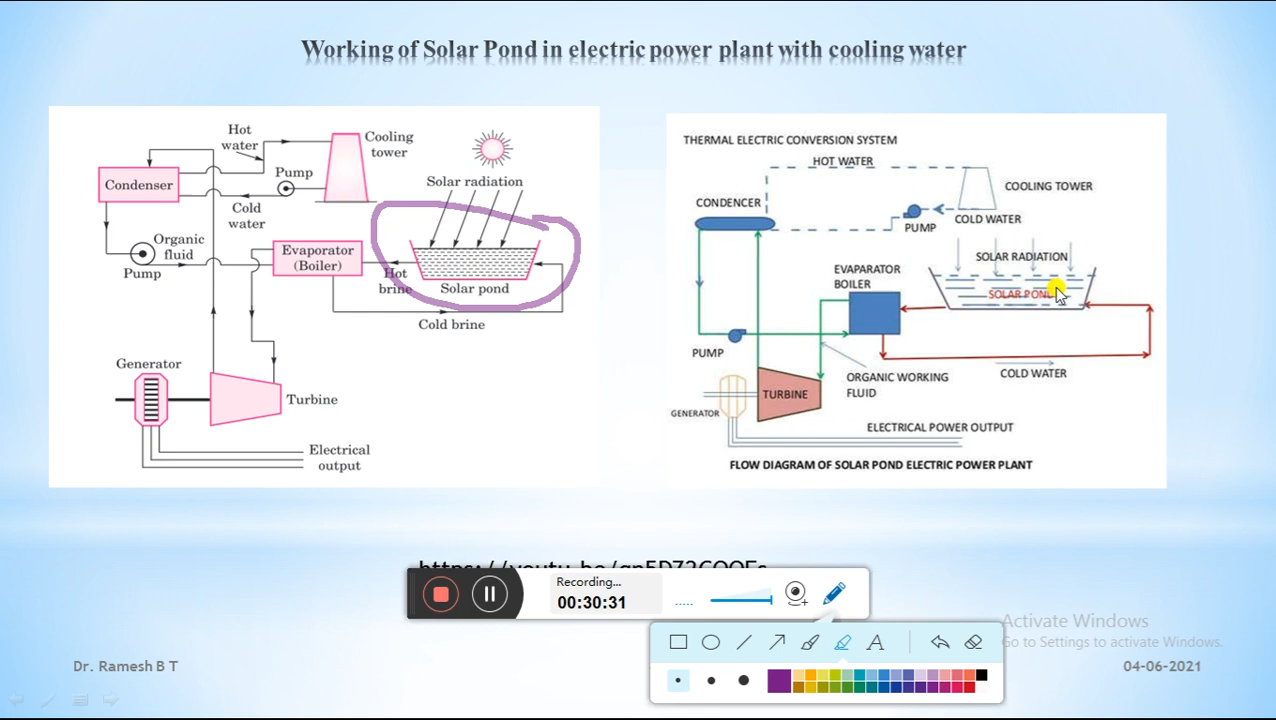 Working of Solar Pond in electric power plant with cooling water
Hot
water
Cooling
tower
Condenser
Pump
Solar radiation
Cold
water
Organic
fluid
Pump
Evaporator
(Boiler)
Hot
brine
Solar pond
Cold brine
Generator
Turbine
Electrical
output
THERMAL ELECTRIC CONVERSION SYSTEM
HOT WATER
COOLING TOWER
CONDENCER
PUMP
COLD WATER
SOLAR RADIATION
EVAPARATOR
BOILER
SOLAR POND
PUMP
COLD WATER
ORGANIC WORKING
FLUID
TURBINE
GENERATOR
ELECTRICAL POWER OUTPUT
FLOW DIAGRAM OF SOLAR POND ELECTRIC POWER PLANT
Recording...
00:30:31
A
Activate Windows
Go to Settings to activate Windows.
Dr. Ramesh B T
04-06-2021